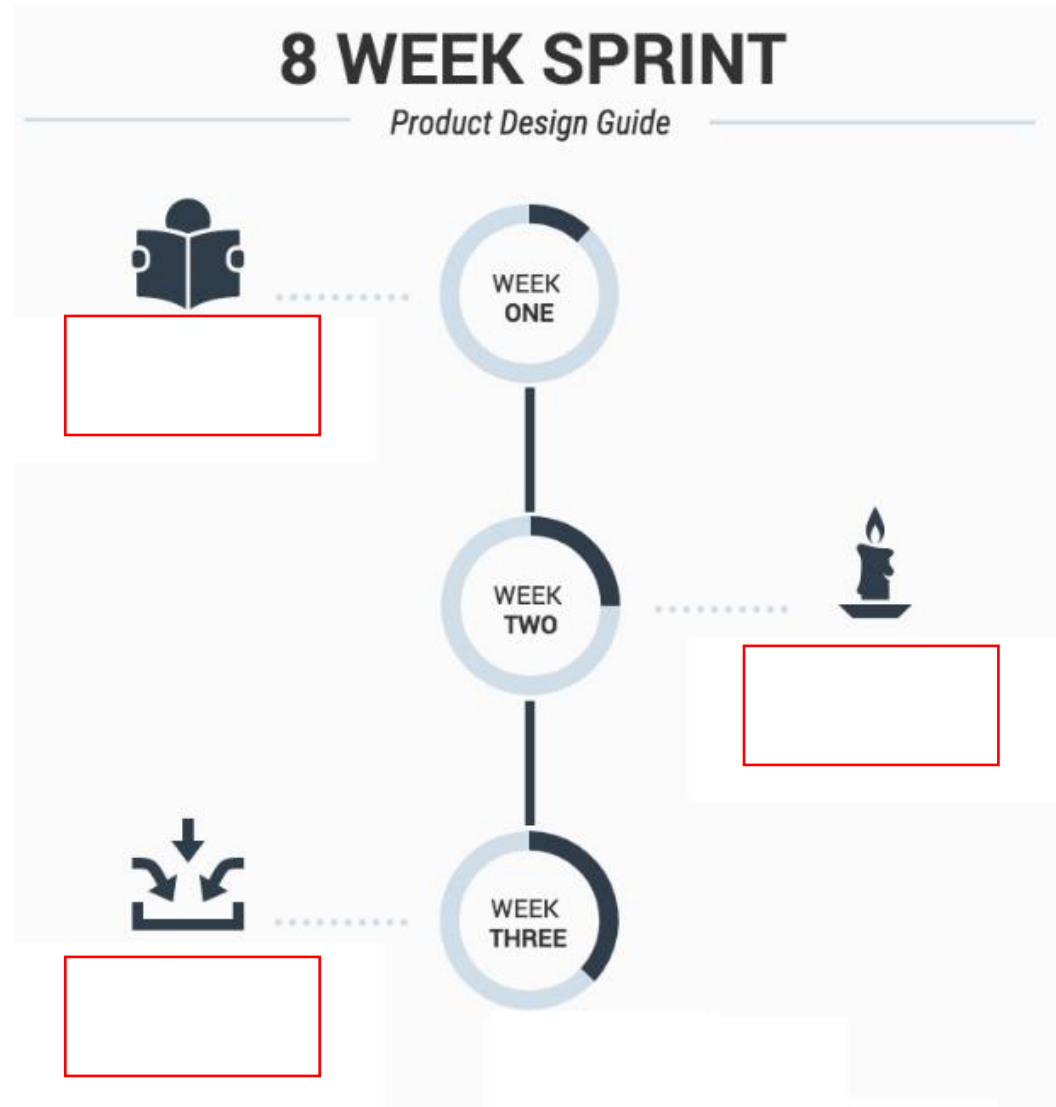 8 WEEK SPRINT
Product Design Guide
WEEK
ONE
WEEK
TWO
WEEK
THREE